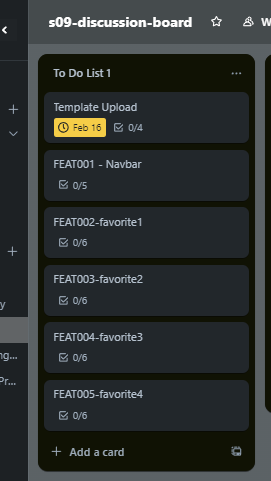 s09-discussion-board
W
To Do List 1
Template Upload
Feb 16 0/4
FEAT001 - Navbar
0/5
FEAT002-favorite1
0/6
FEAT003-favorite2
0/6
FEAT004-favorite3
0/6
y
ng...
Pr...
FEAT005-favorite4
0/6
Add a card